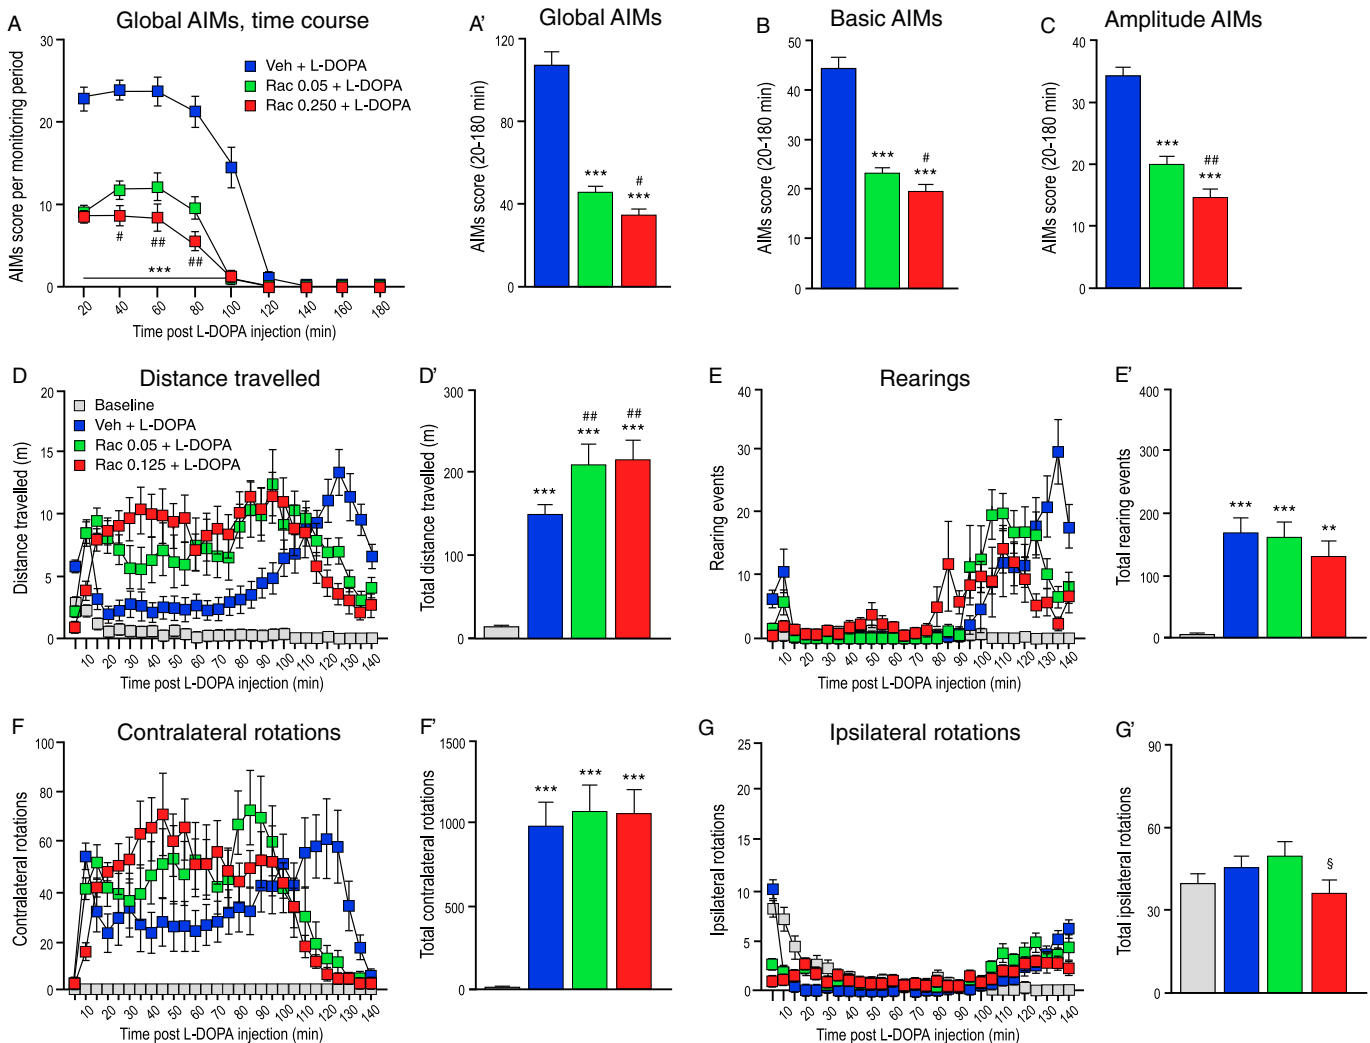 A
Global AIMs, time course
AIMs score per monitoring period
30
20
10
0
Veh + L-DOPA
Rac 0.05 + L-DOPA
Rac 0.250 + L-DOPA
#
##
##
***
20 40 60 80 100 120 140 160 180
Time post L-DOPA injection (min)
A'
Global AIMs
AIMs score (20-180 min)
120
80
40
0
***
#
***
B
Basic AIMs
AIMs score (20-180 min)
50
40
30
20
10
0
***
#
***
C
Amplitude AIMs
AIMs score (20-180 min)
40
30
20
10
0
***
##
***
D
Distance travelled
Distance travelled (m)
20
15
10
5
0
Baseline
Veh + L-DOPA
Rac 0.05 + L-DOPA
Rac 0.125 + L-DOPA
10 20 30 40 50 60 70 80 90 100 110 120 130 140
Time post L-DOPA injection (min)
D'
Total distance travelled (m)
300
200
100
0
***
##
***
##
***
E
Rearings
Rearing events
40
30
20
10
0
10 20 30 40 50 60 70 80 90 100 110 120 130 140
Time post L-DOPA injection (min)
E'
Total rearing events
400
300
200
150
0
***
***
**
F
Contralateral rotations
Contralateral rotations
100
80
60
40
20
0
10 20 30 40 50 60 70 80 90 100 110 120 130 140
Time post L-DOPA injection (min)
F'
Total contralateral rotations
1500
1000
500
0
***
***
***
G
Ipsilateral rotations
Ipsilateral rotations
25
20
15
10
5
0
10 20 30 40 50 60 70 80 90 100 110 120 130 140
Time post L-DOPA injection (min)
G'
Total ipsilateral rotations
90
60
30
0
§